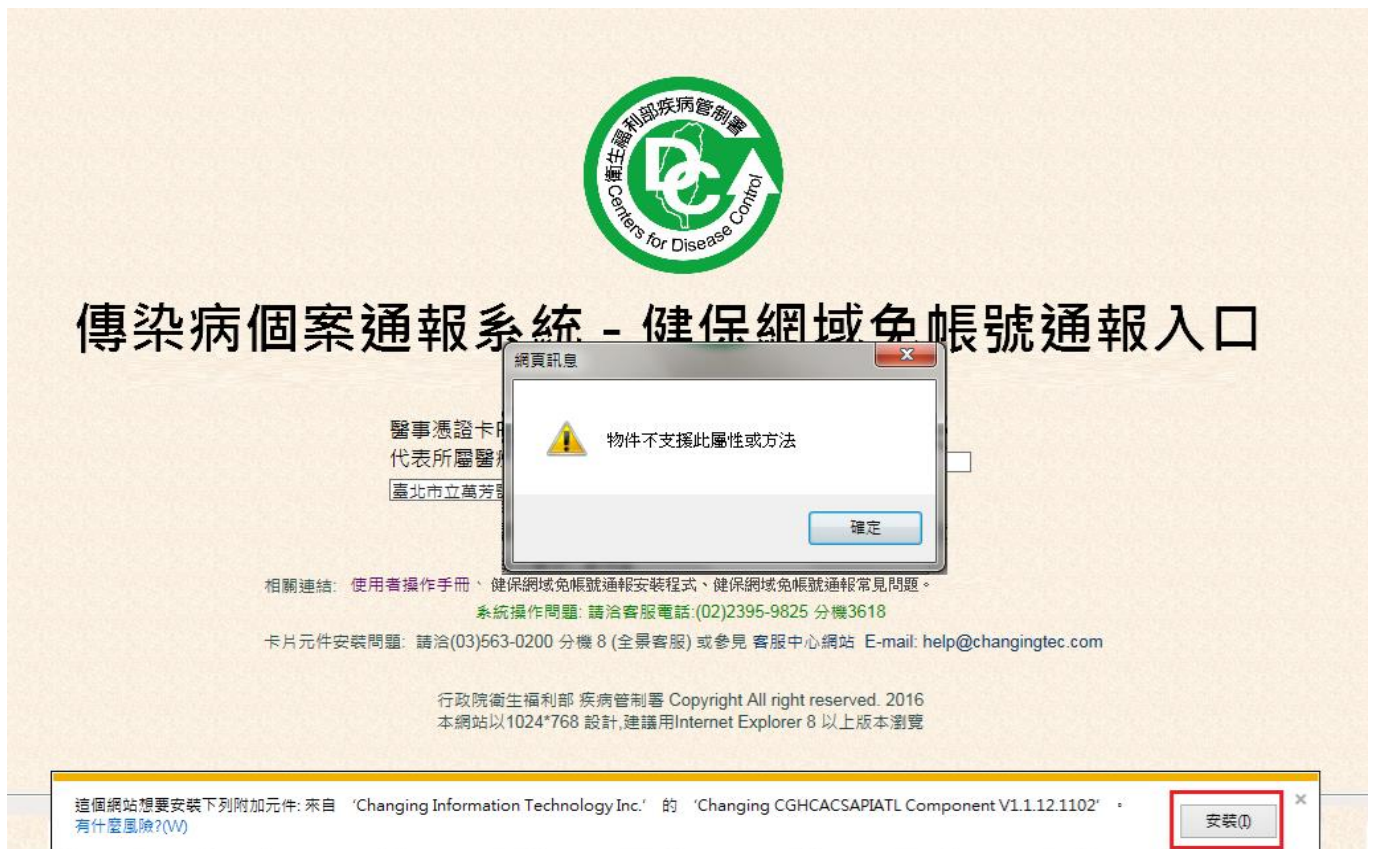 衛生福利部疾病管制署
Centers for Disease Control
DC
傳染病個案通報系統 - 健保網域免帳號通報入口
網頁訊息
物件不支援此屬性或方法
確定
醫事憑證卡
代表所屬醫
臺北市立萬芳
相關連結: 使用者操作手冊、健保網域免帳號通報安裝程式、健保網域免帳號通報常見問題。
系統操作問題: 請洽客服電話:(02)2395-9825 分機3618
卡片元件安裝問題: 請洽(03)563-0200 分機 8 (全景客服) 或參見 客服中心網站 E-mail: help@changingtec.com
行政院衛生福利部 疾病管制署 Copyright All right reserved. 2016
本網站以1024*768 設計,建議用Internet Explorer 8 以上版本瀏覽
這個網站想要安裝下列附加元件: 來自 'Changing Information Technology Inc.' 的 'Changing CGHCACSAPIATL Component V1.1.12.1102'。
有什麼風險?(W)
安裝(I)